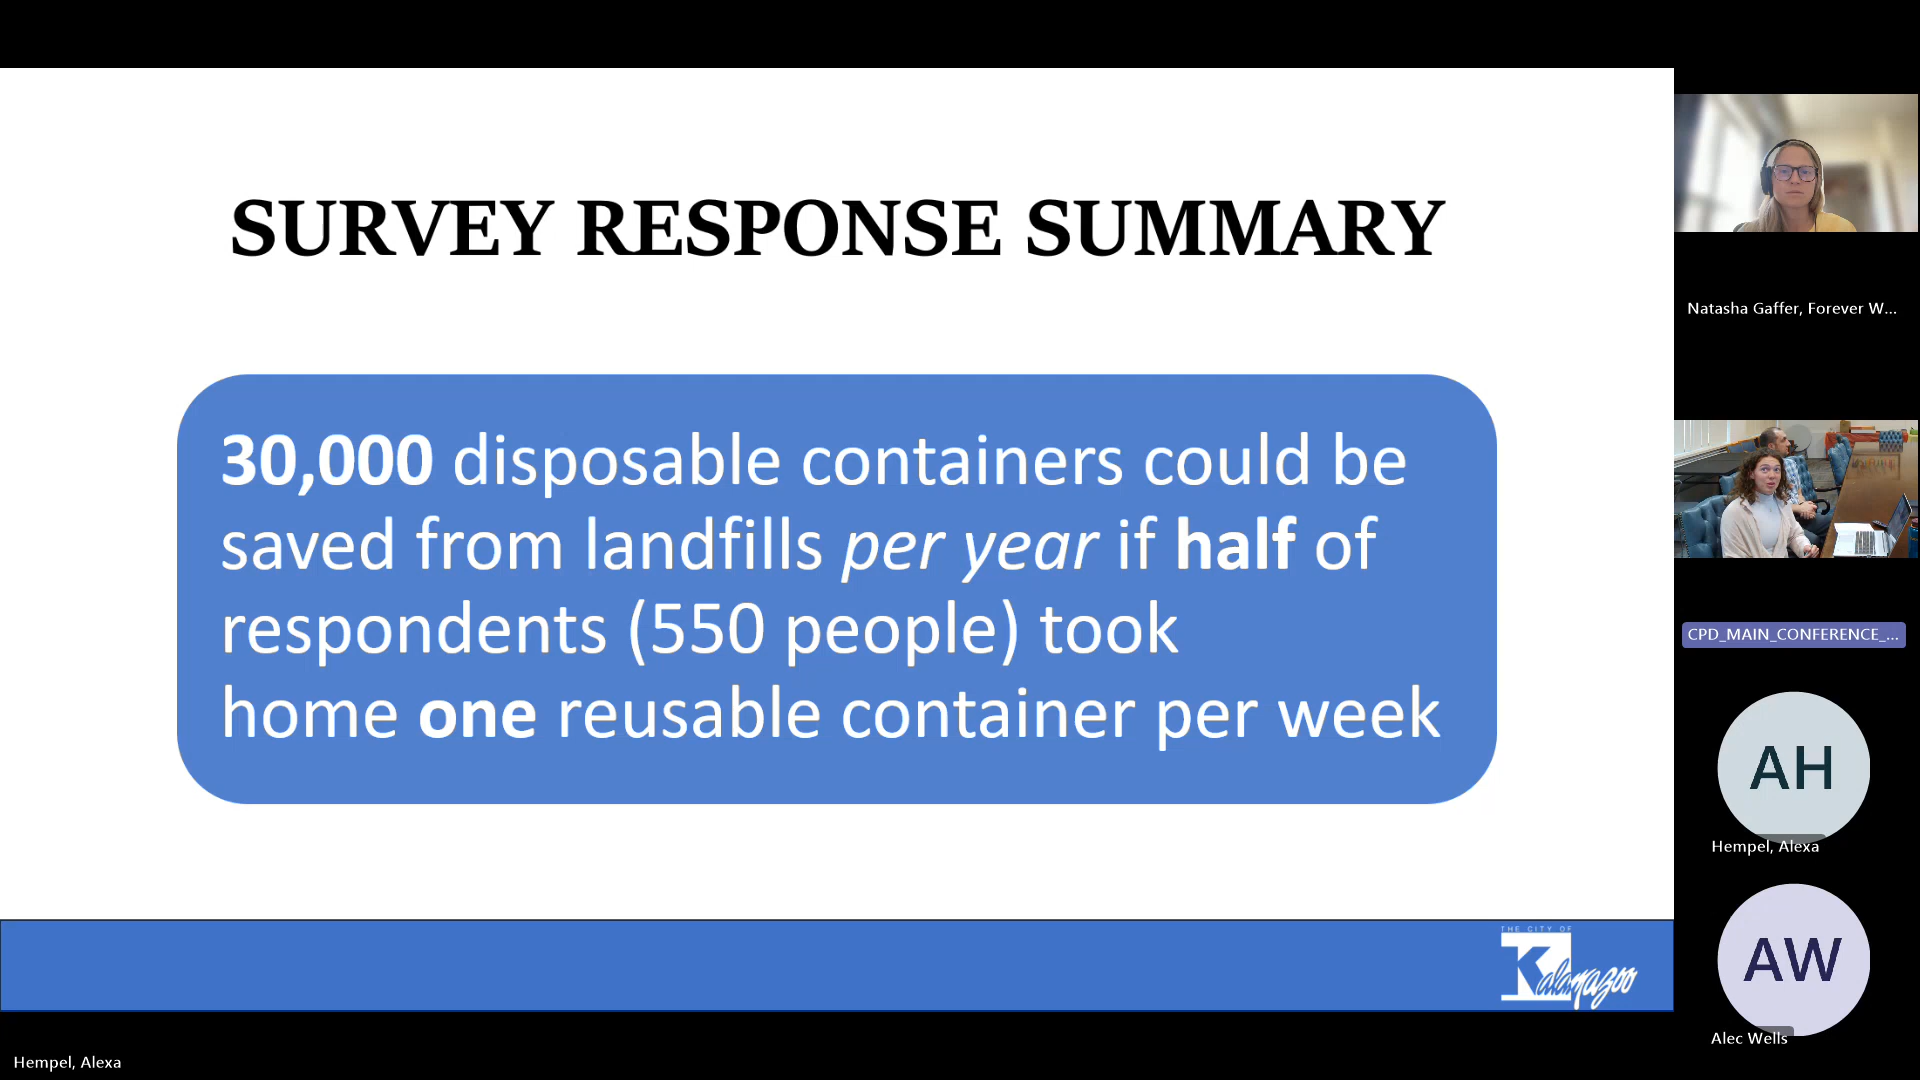 SURVEY RESPONSE SUMMARY
30,000 disposable containers could be
saved from landfills per year if half of
respondents (550 people) took
home one reusable container per week
THE CITY OF
Kalamazoo
Natasha Gaffer, Forever W...
CPD_MAIN_CONFERENCE_...
AH
Hempel, Alexa
AW
Alec Wells
Hempel, Alexa